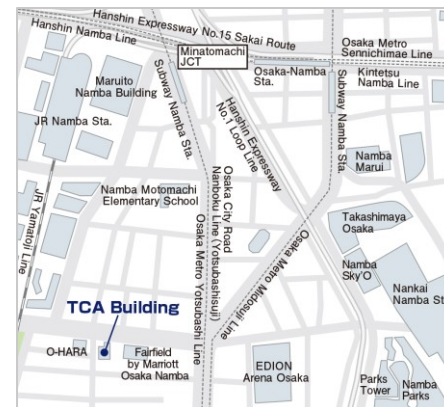 Hanshin Expressway No.15 Sakai Route
Hanshin Namba Line
Minatomachi
JCT
Osaka Metro
Sennichimae Line
Maruito
Namba Building
Subway Namba Sta.
Osaka-Namba
Sta.
Kintetsu
Namba Line
JR Namba Sta.
Hanshin Expressway
No.1 Loop Line
Subway Namba Sta.
Namba
Marui
JR Yamatoji Line
Namba Motomachi
Elementary School
Osaka City Road
Nanboku Line (Yotsubashisuji)
Osaka Metro Yotsubashi Line
Osaka Metro Midosuji Line
Takashimaya
Osaka
Namba
Sky'O
Nankai
Namba St
TCA Building
O-HARA
Fairfield
by Marriott
Osaka Namba
EDION
Arena Osaka
Parks
Tower
Namba
Parks